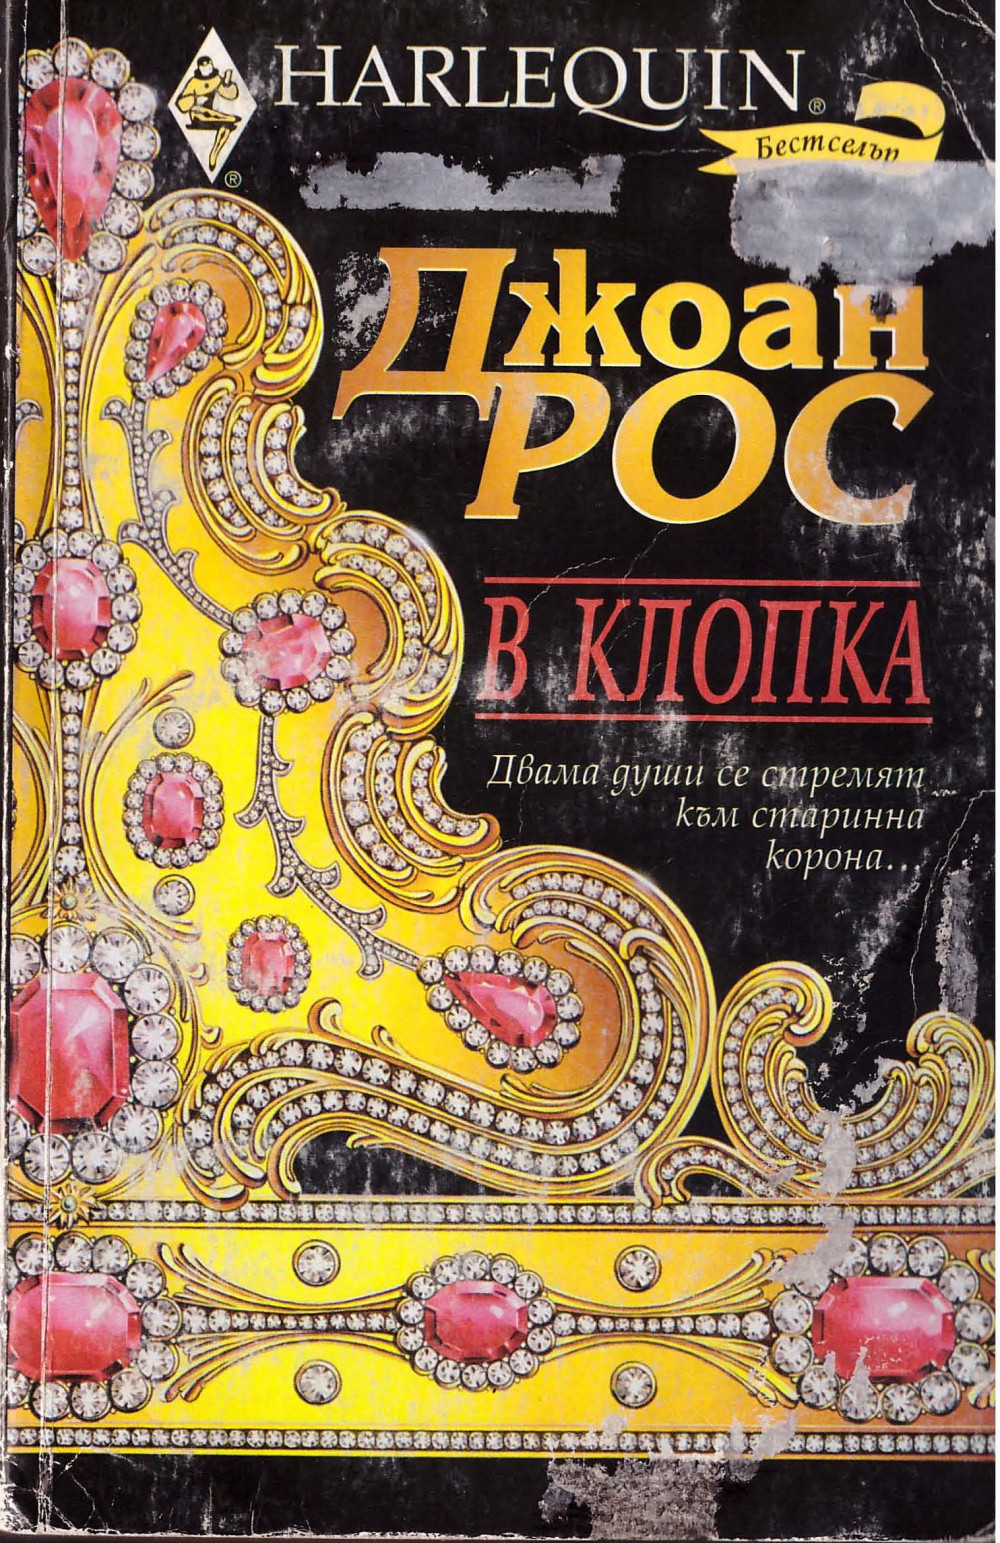 HARLEQUIN®
®
Бестселър
Джоан
РОС
В КЛОПКА
Двама души се стремят
към старинна
корона...